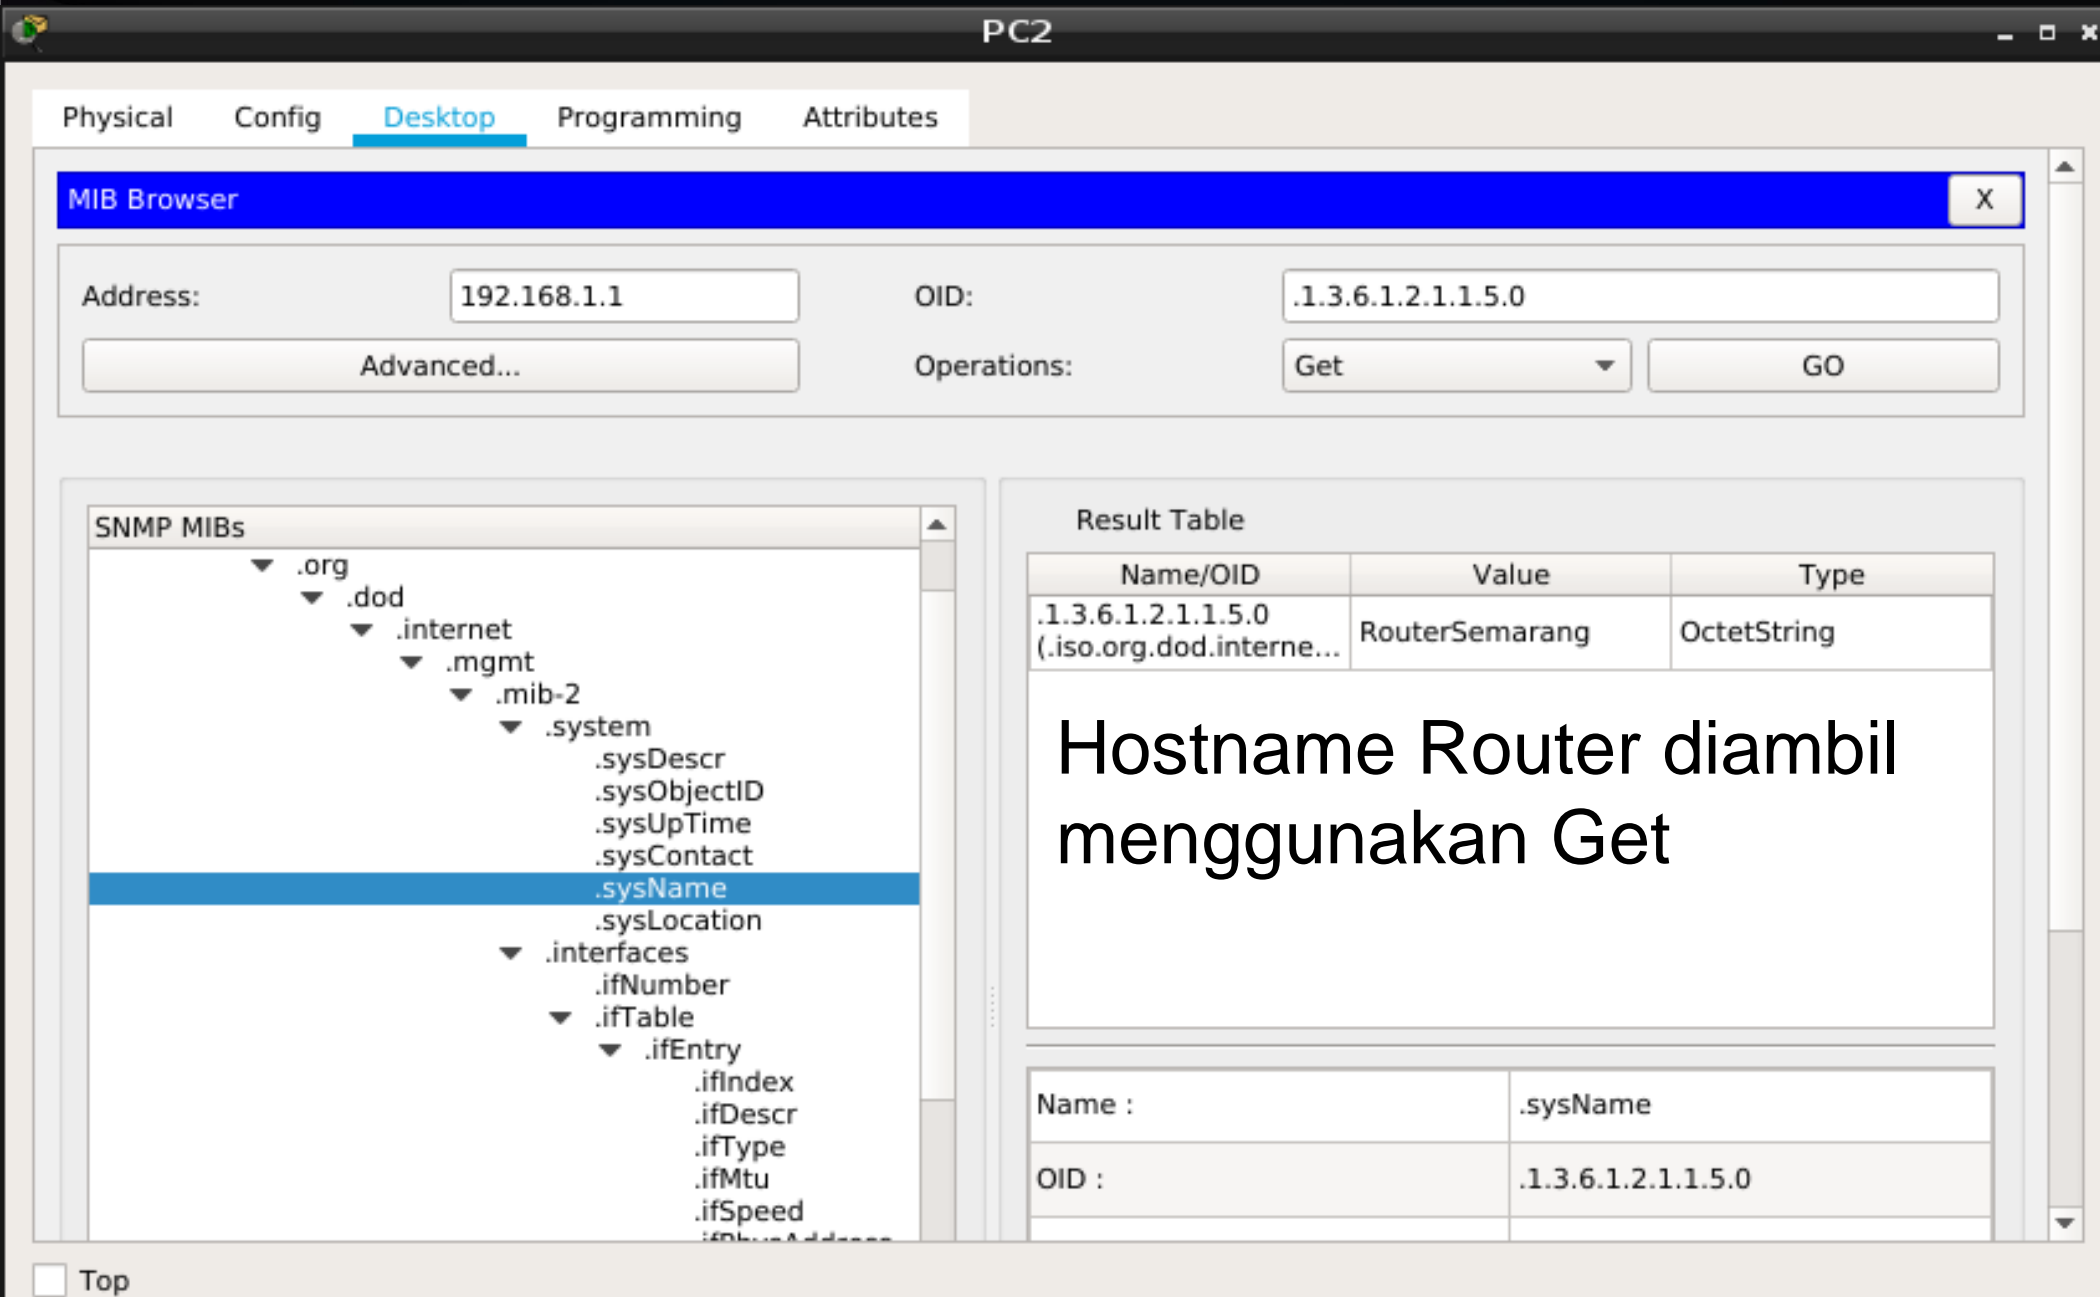 PC2
Physical Config Desktop Programming Attributes
MIB Browser X
Address: 192.168.1.1 OID: .1.3.6.1.2.1.1.5.0
Advanced... Operations: Get GO
SNMP MIBs
.org
.dod
.internet
.mgmt
.mib-2
.system
.sysDescr
.sysObjectID
.sysUpTime
.sysContact
.sysName
.sysLocation
.interfaces
.ifNumber
.ifTable
.ifEntry
.ifIndex
.ifDescr
.ifType
.ifMtu
.ifSpeed
Result Table
Name/OID Value Type
.1.3.6.1.2.1.1.5.0
(.iso.org.dod.interne... RouterSemarang OctetString
Hostname Router diambil
menggunakan Get
Name : .sysName
OID : .1.3.6.1.2.1.1.5.0
Top